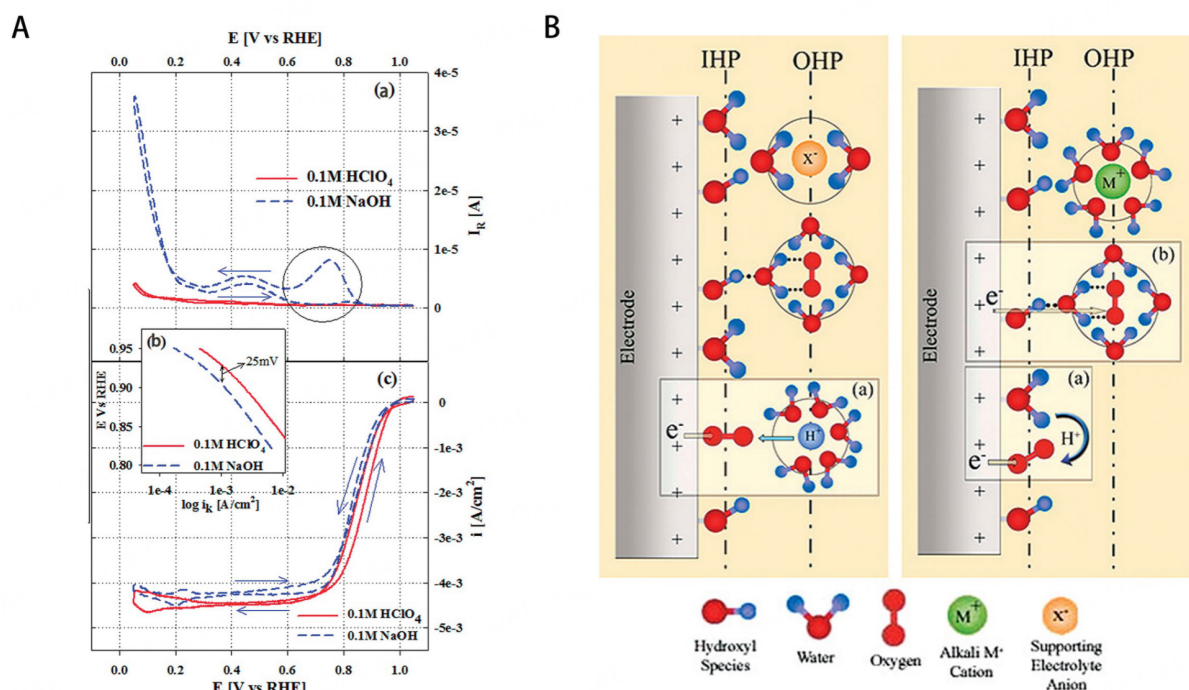 A
E [V vs RHE]
0.0 0.2 0.4 0.6 0.8 1.0
(a)
4e-5
3e-5
2e-5
1e-5
0
I_R [A]
0.1M HClO₄
0.1M NaOH
(b)
25mV
0.95
0.90
0.85
0.80
E Vs RHE
0.1M HClO₄
0.1M NaOH
1e-4 1e-3 1e-2
log i_K [A/cm²]
(c)
0
-1e-3
-2e-3
-3e-3
-4e-3
-5e-3
i [A/cm²]
0.1M HClO₄
0.1M NaOH
0.0 0.2 0.4 0.6 0.8 1.0
E [V vs RHE]
B
IHP OHP
Electrode
+
+
+
+
+
+
+
X⁻
(a)
e⁻
H⁺
IHP OHP
Electrode
+
+
+
+
+
+
+
M⁺
(b)
e⁻
(a)
H⁺
e⁻
Hydroxyl
Species
Water
Oxygen
M⁺
Alkali M⁺
Cation
X⁻
Supporting
Electrolyte
Anion